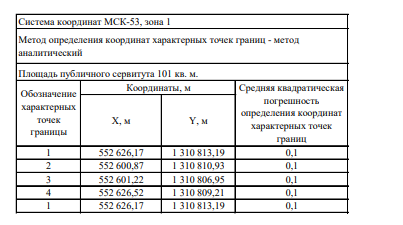 Система координат МСК-53, зона 1
Метод определения координат характерных точек границ - метод
аналитический
Площадь публичного сервитута 101 кв. м.
Обозначение характерных точек границы | Координаты, м | Средняя квадратическая погрешность определения координат характерных точек границ
X, м | Y, м
1 | 552 626,17 | 1 310 813,19 | 0,1
2 | 552 600,87 | 1 310 810,93 | 0,1
3 | 552 601,22 | 1 310 806,95 | 0,1
4 | 552 626,52 | 1 310 809,21 | 0,1
1 | 552 626,17 | 1 310 813,19 | 0,1